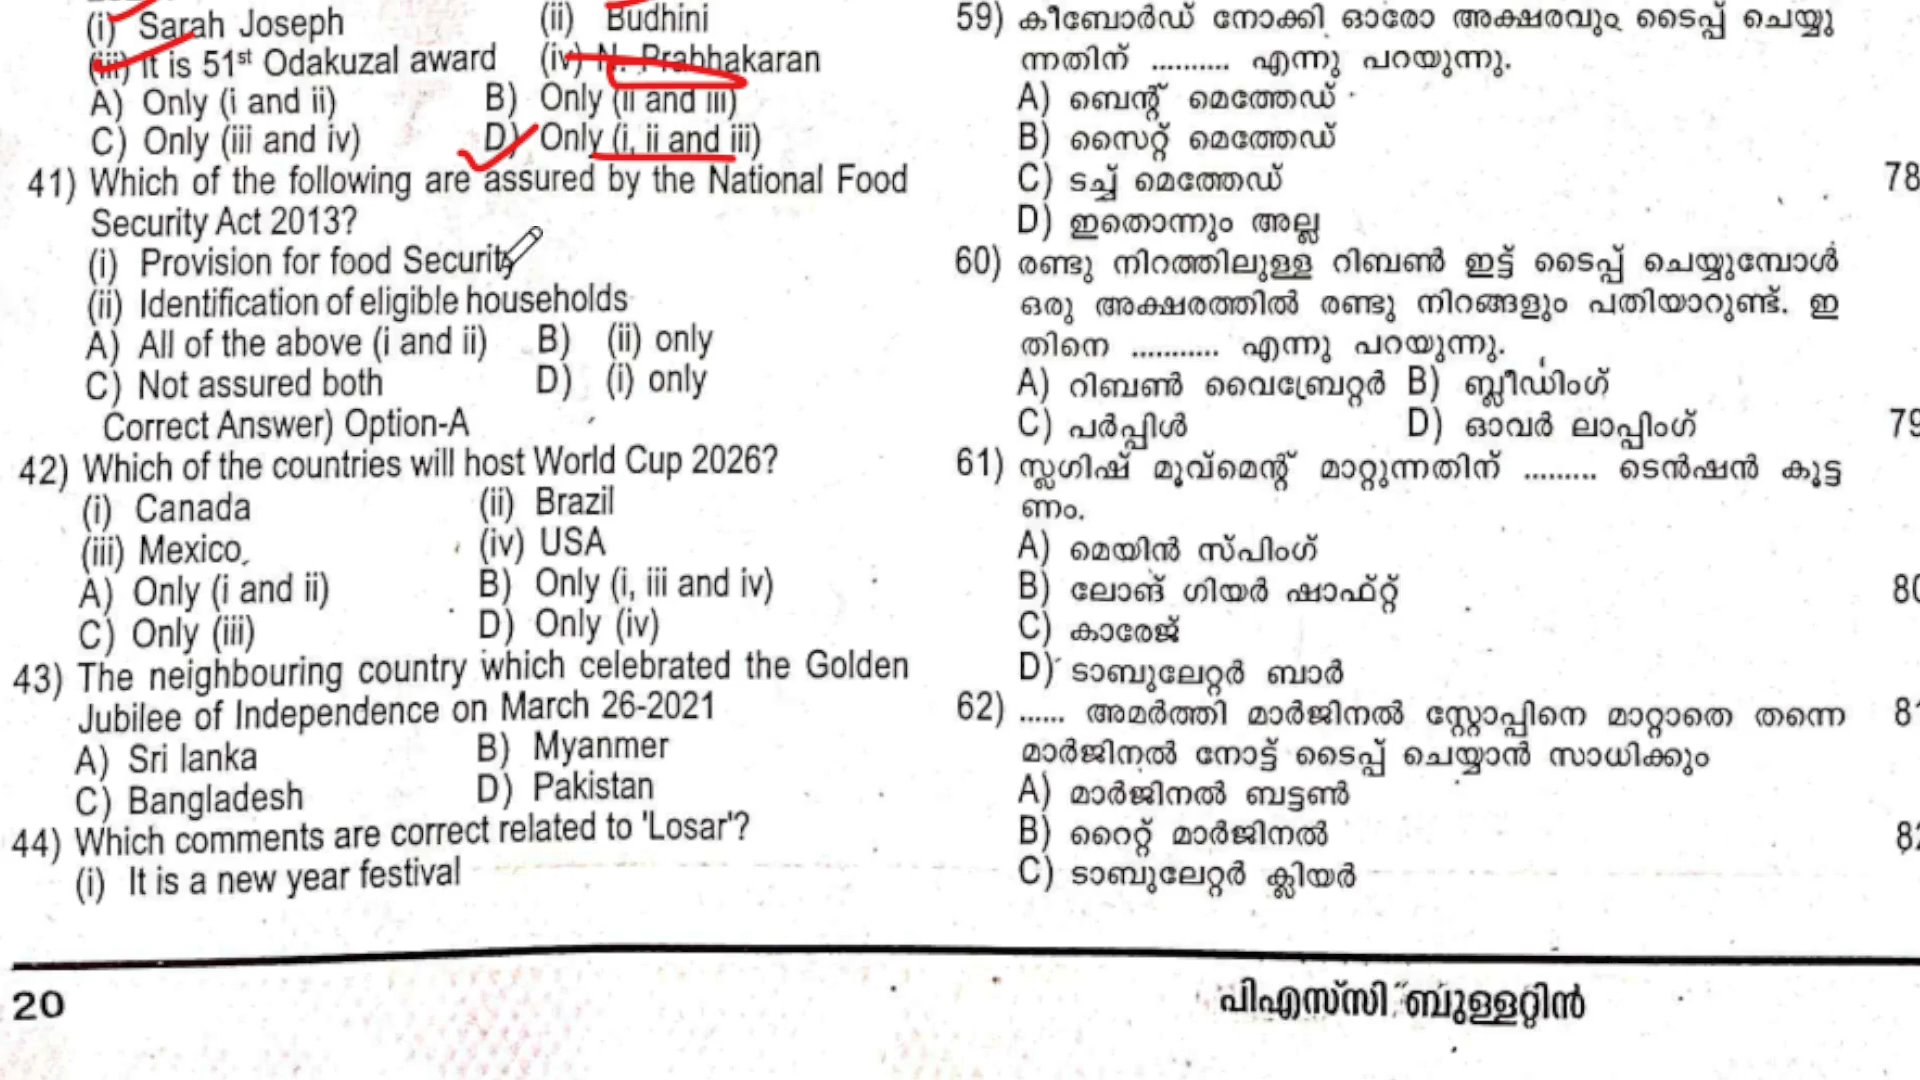 (i) Sarah Joseph (ii) Budhini
(iii) It is 51st Odakuzal award (iv) N. Prabhakaran
A) Only (i and ii) B) Only (ii and iii)
C) Only (iii and iv) D) Only (i, ii and iii)
41) Which of the following are assured by the National Food
Security Act 2013?
(i) Provision for food Security
(ii) Identification of eligible households
A) All of the above (i and ii) B) (ii) only
C) Not assured both D) (i) only
Correct Answer) Option-A
42) Which of the countries will host World Cup 2026?
(i) Canada (ii) Brazil
(iii) Mexico (iv) USA
A) Only (i and ii) B) Only (i, iii and iv)
C) Only (iii) D) Only (iv)
43) The neighbouring country which celebrated the Golden
Jubilee of Independence on March 26-2021
A) Sri lanka B) Myanmer
C) Bangladesh D) Pakistan
44) Which comments are correct related to 'Losar'?
(i) It is a new year festival
59) കീബോർഡ് നോക്കി ഓരോ അക്ഷരവും ടൈപ്പ് ചെയ്യു
ന്നതിന് .......... എന്നു പറയുന്നു.
A) ബെന്റ് മെത്തേഡ്
B) സൈറ്റ് മെത്തേഡ്
C) ടച്ച് മെത്തേഡ്
D) ഇതൊന്നും അല്ല
60) രണ്ടു നിറത്തിലുള്ള റിബൺ ഇട്ട് ടൈപ്പ് ചെയ്യുമ്പോൾ
ഒരു അക്ഷരത്തിൽ രണ്ടു നിറങ്ങളും പതിയാറുണ്ട്. ഇ
തിനെ ........... എന്നു പറയുന്നു.
A) റിബൺ വൈബ്രേറ്റർ B) ബ്ലീഡിംഗ്
C) പർപ്പിൾ D) ഓവർ ലാപ്പിംഗ്
61) സ്ലഗിഷ് മൂവ്മെന്റ് മാറ്റുന്നതിന് ......... ടെൻഷൻ കൂട്ട
ണം.
A) മെയിൻ സ്പിംഗ്
B) ലോങ് ഗിയർ ഷാഫ്റ്റ്
C) കാരേജ്
D) ടാബുലേറ്റർ ബാർ
62) ...... അമർത്തി മാർജിനൽ സ്റ്റോപ്പിനെ മാറ്റാതെ തന്നെ
മാർജിനൽ നോട്ട് ടൈപ്പ് ചെയ്യാൻ സാധിക്കും
A) മാർജിനൽ ബട്ടൺ
B) റൈറ്റ് മാർജിനൽ
C) ടാബുലേറ്റർ ക്ലിയർ
78
79
20
പിഎസ്‌സി ബുള്ളറ്റിൻ